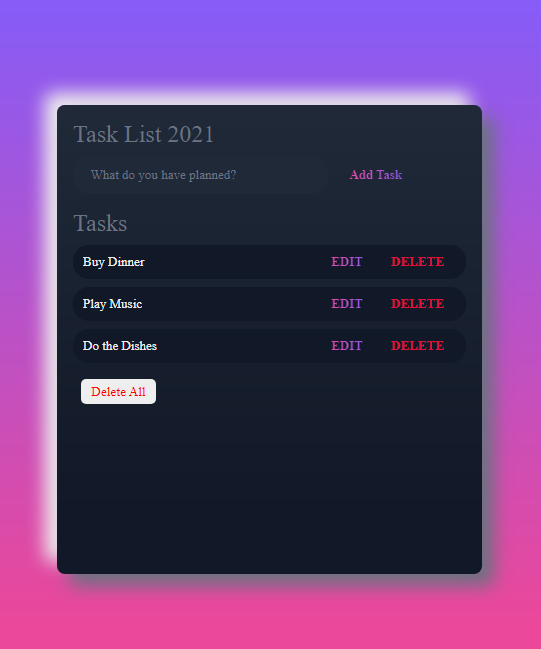 Task List 2021
What do you have planned? Add Task
Tasks
Buy Dinner EDIT DELETE
Play Music EDIT DELETE
Do the Dishes EDIT DELETE
Delete All